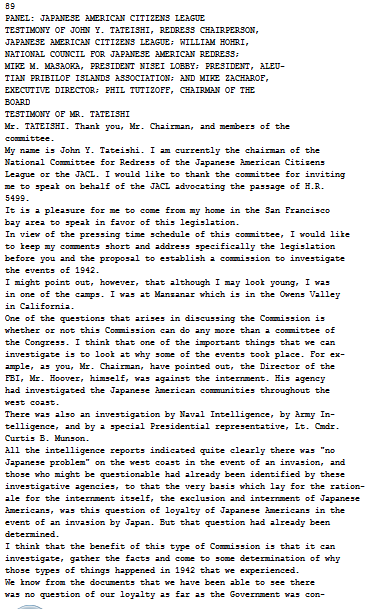 89
PANEL: JAPANESE AMERICAN CITIZENS LEAGUE
TESTIMONY OF JOHN Y. TATEISHI, REDRESS CHAIRPERSON,
JAPANESE AMERICAN CITIZENS LEAGUE; WILLIAM HOHRI,
NATIONAL COUNCIL FOR JAPANESE AMERICAN REDRESS;
MIKE M. MASAOKA, PRESIDENT NISEI LOBBY; PRESIDENT, ALEU-
TIAN PRIBILOF ISLANDS ASSOCIATION; AND MIKE ZACHAROF,
EXECUTIVE DIRECTOR; PHIL TUTIZOFF, CHAIRMAN OF THE
BOARD
TESTIMONY OF MR. TATEISHI
Mr. TATEISHI. Thank you, Mr. Chairman, and members of the
committee.
My name is John Y. Tateishi. I am currently the chairman of the
National Committee for Redress of the Japanese American Citizens
League or the JACL. I would like to thank the committee for inviting
me to speak on behalf of the JACL advocating the passage of H.R.
5499.
It is a pleasure for me to come from my home in the San Francisco
bay area to speak in favor of this legislation.
In view of the pressing time schedule of this committee, I would like
to keep my comments short and address specifically the legislation
before you and the proposal to establish a commission to investigate
the events of 1942.
I might point out, however, that although I may look young, I was
in one of the camps. I was at Mansanar which is in the Owens Valley
in California.
One of the questions that arises in discussing the Commission is
whether or not this Commission can do any more than a committee of
the Congress. I think that one of the important things that we can
investigate is to look at why some of the events took place. For ex-
ample, as you, Mr. Chairman, have pointed out, the Director of the
FBI, Mr. Hoover, himself, was against the internment. His agency
had investigated the Japanese American communities throughout the
west coast.
There was also an investigation by Naval Intelligence, by Army In-
telligence, and by a special Presidential representative, Lt. Cmdr.
Curtis B. Munson.
All the intelligence reports indicated quite clearly there was "no
Japanese problem" on the west coast in the event of an invasion, and
those who might be questionable had already been identified by these
investigative agencies, to that the very basis which lay for the ration-
ale for the internment itself, the exclusion and internment of Japanese
Americans, was this question of loyalty of Japanese Americans in the
event of an invasion by Japan. But that question had already been
determined.
I think that the benefit of this type of Commission is that it can
investigate, gather the facts and come to some determination of why
those types of things happened in 1942 that we experienced.
We know from the documents that we have been able to see there
was no question of our loyalty as far as the Government was con-